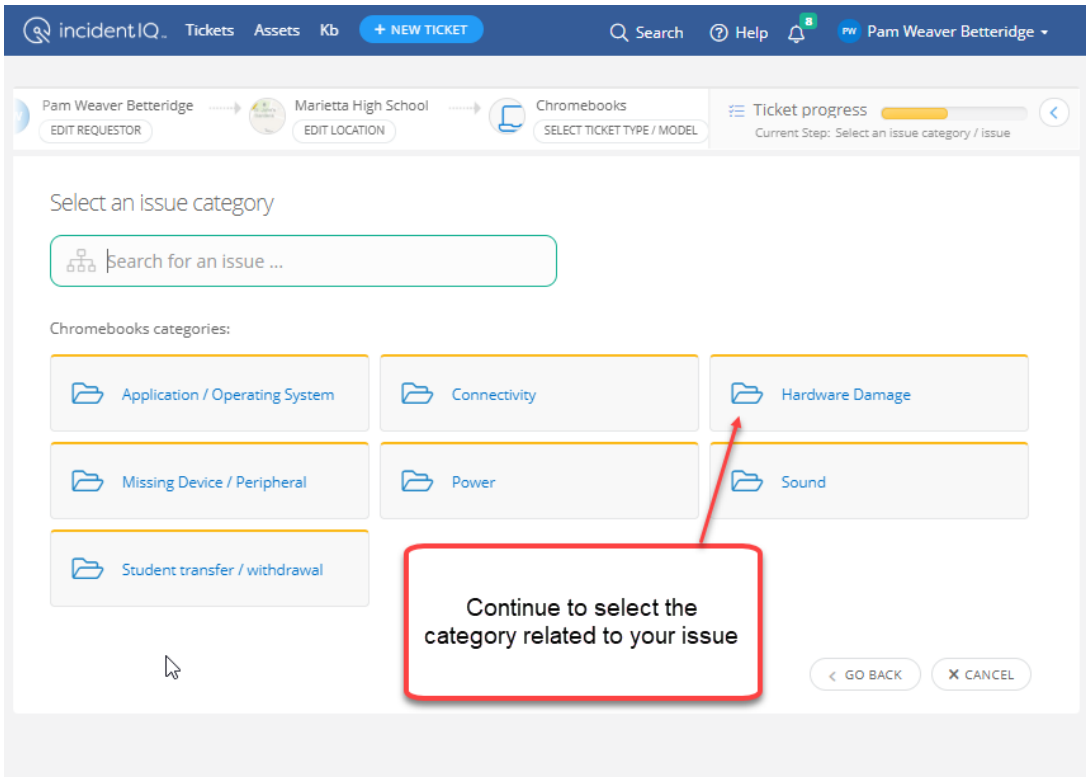 incidentIQ Tickets Assets Kb + NEW TICKET Search Help 8 PW Pam Weaver Betteridge
Pam Weaver Betteridge Marietta High School Chromebooks Ticket progress
EDIT REQUESTOR EDIT LOCATION SELECT TICKET TYPE / MODEL Current Step: Select an issue category / issue
Select an issue category
Search for an issue ...
Chromebooks categories:
Application / Operating System Connectivity Hardware Damage
Missing Device / Peripheral Power Sound
Student transfer / withdrawal
Continue to select the
category related to your issue
GO BACK X CANCEL